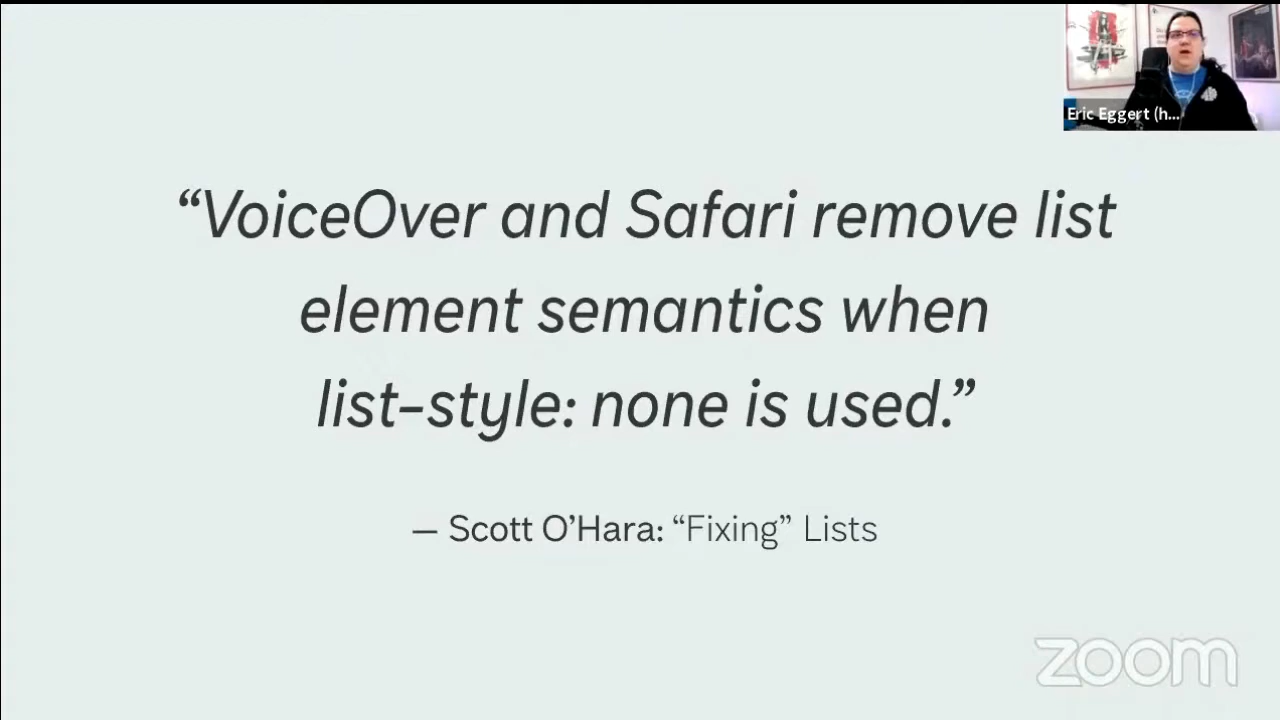 Eric Eggert (h...
“VoiceOver and Safari remove list
element semantics when
list-style: none is used.”
— Scott O’Hara: “Fixing” Lists
zoom